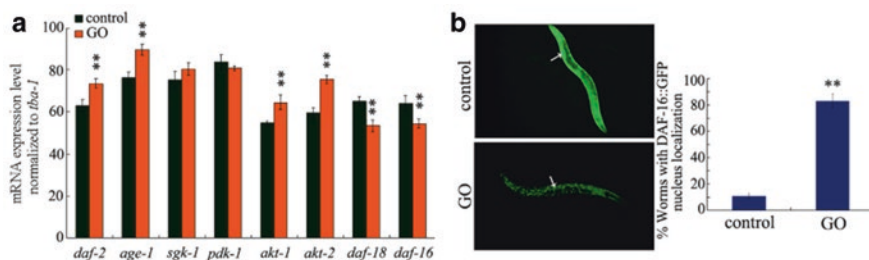 a
control
GO
mRNA expression level
normalized to tba-1
100
80
60
40
20
0
**
**
**
**
**
**
daf-2 age-1 sgk-1 pdk-1 akt-1 akt-2 daf-18 daf-16
b
control
GO
% Worms with DAF-16::GFP
nucleus localization
100
80
60
40
20
0
**
control GO